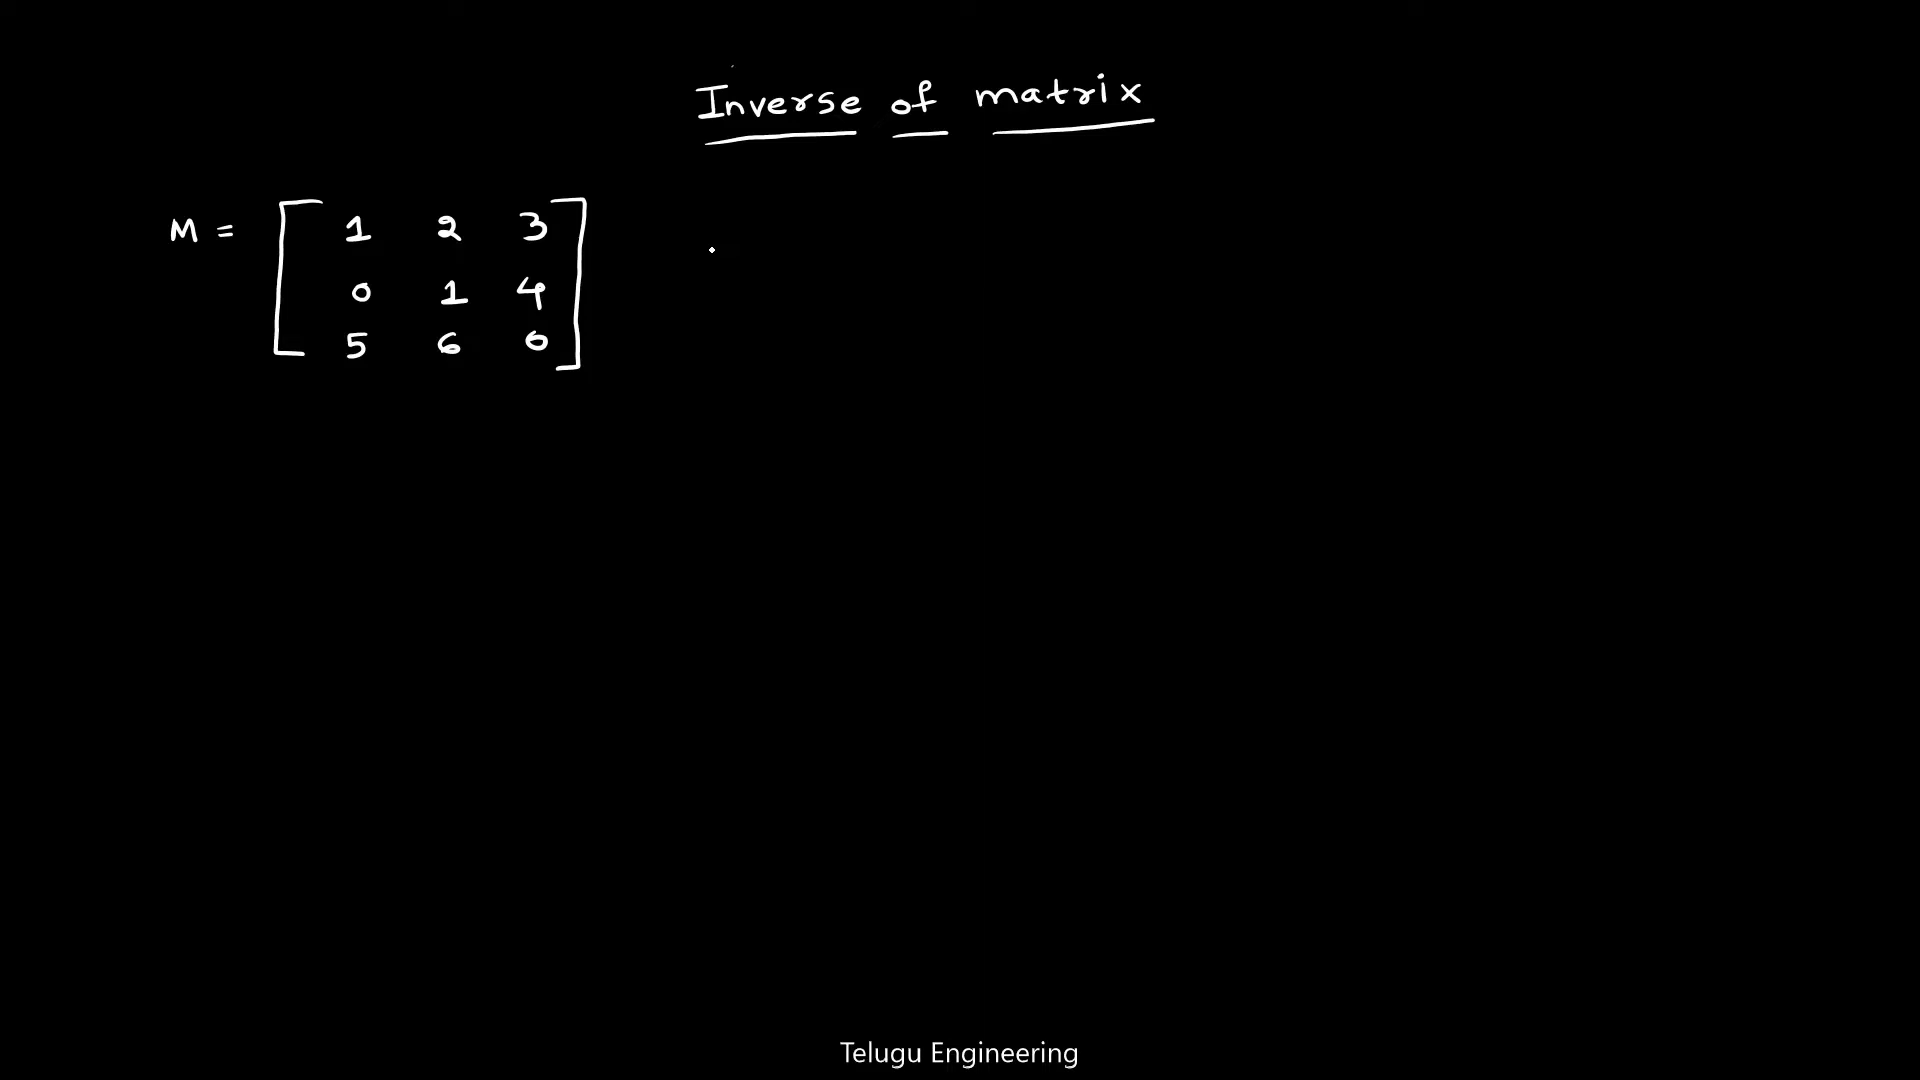 Inverse of matrix
M = [ 1 2 3 ]
0 1 4
5 6 0
Telugu Engineering